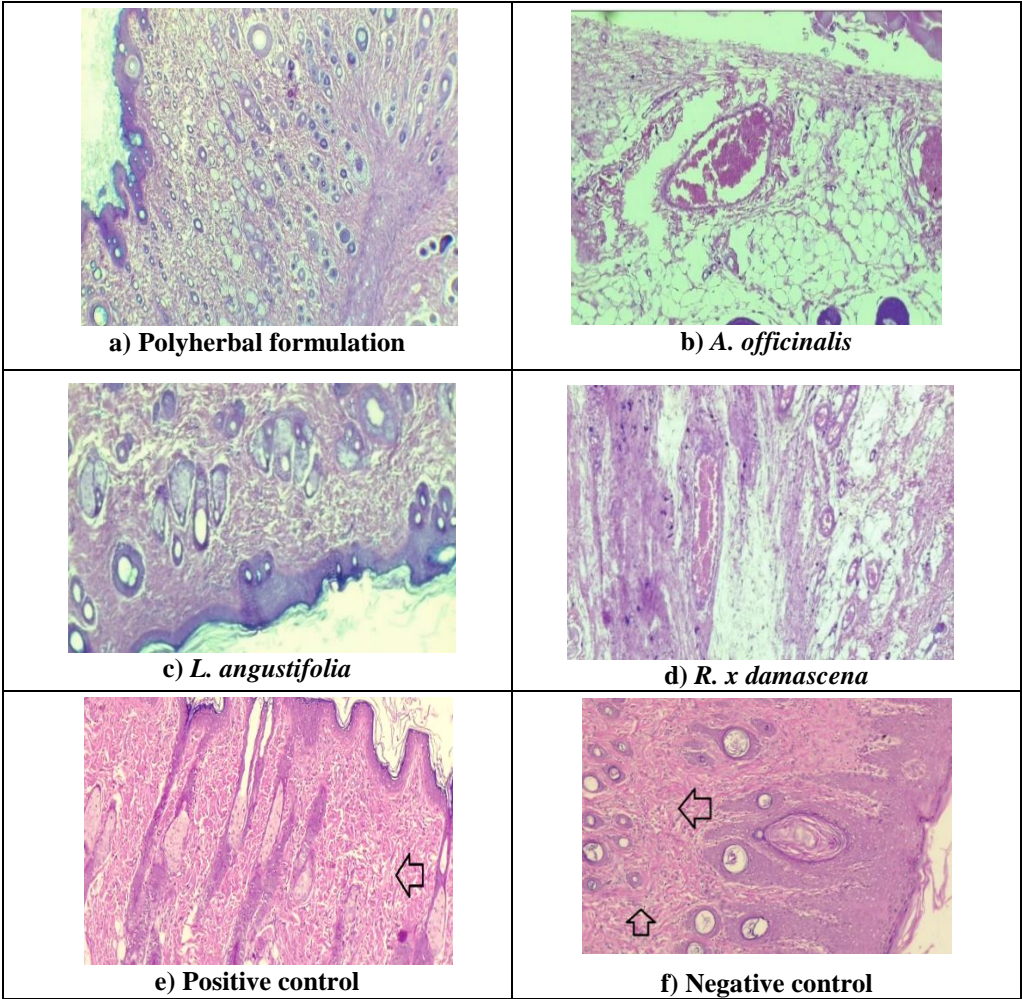 a) Polyherbal formulation
b) A. officinalis
c) L. angustifolia
d) R. x damascena
e) Positive control
f) Negative control